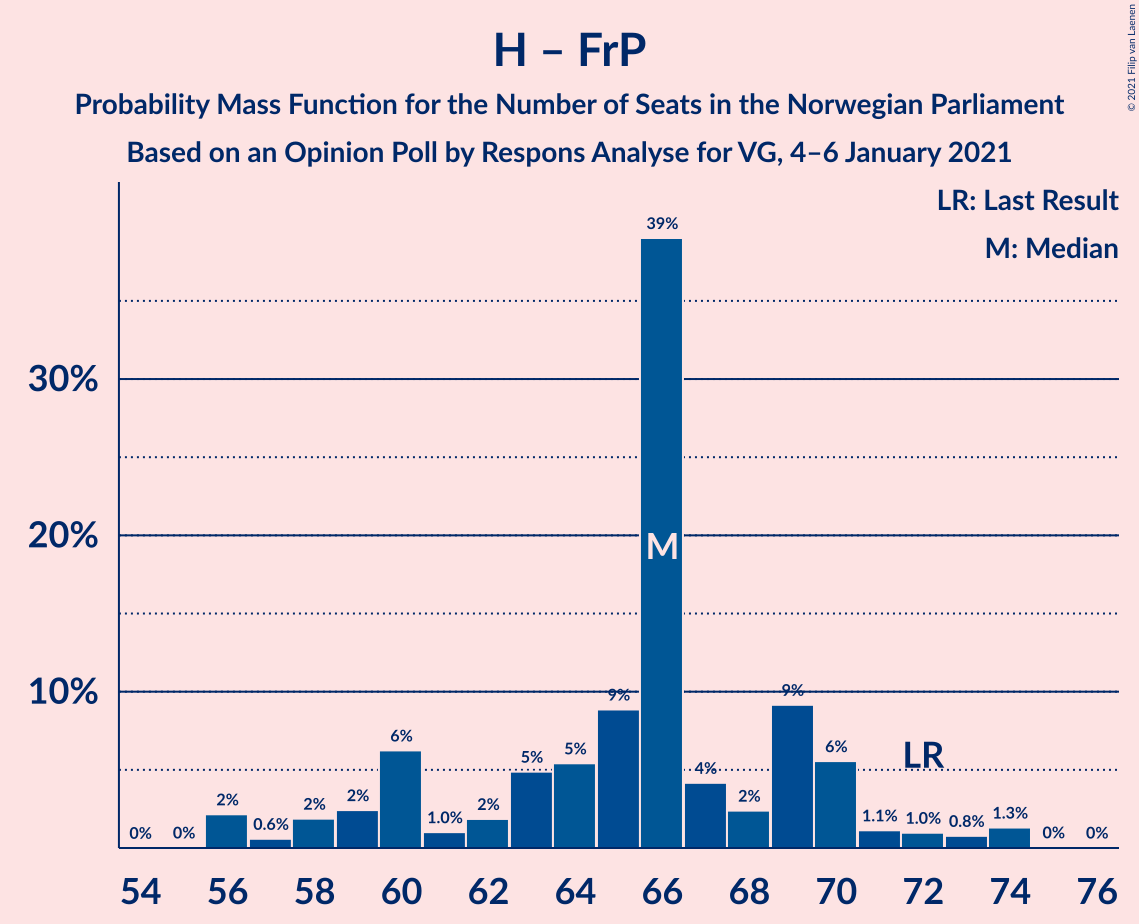 H – FrP
Probability Mass Function for the Number of Seats in the Norwegian Parliament
Based on an Opinion Poll by Respons Analyse for VG, 4–6 January 2021
© 2021 Filip van Laenen
LR: Last Result
M: Median
30%
20%
10%
0% 0% 2% 0.6% 2% 2% 6% 1.0% 2% 5% 5% 9% 39% 4% 2% 9% 6% 1.1% 1.0% 0.8% 1.3% 0% 0%
M
LR
54 56 58 60 62 64 66 68 70 72 74 76